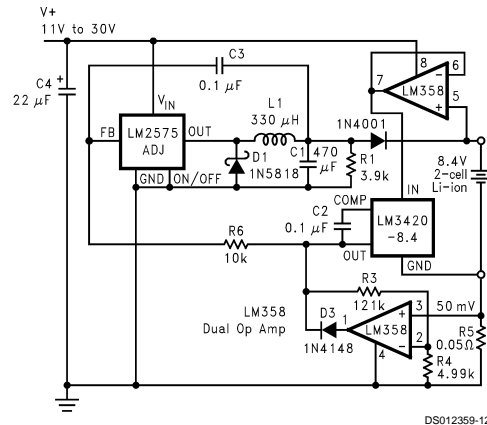 V+
11V to 30V
C3
0.1 μF
C4
+
22 μF
VIN
FB
LM2575
ADJ
OUT
GND
ON/OFF
L1
330 μH
D1
1N5818
C1
470
μF
1N4001
R1
3.9k
8
7
6
LM358
–
+
5
8.4V
2-cell
Li-ion
COMP
IN
C2
0.1 μF
LM3420
-8.4
OUT
GND
R6
10k
R3
121k
LM358
Dual Op Amp
D3
1N4148
1
+
3
50 mV
LM358
–
2
4
R4
4.99k
R5
0.05Ω
DS012359-12